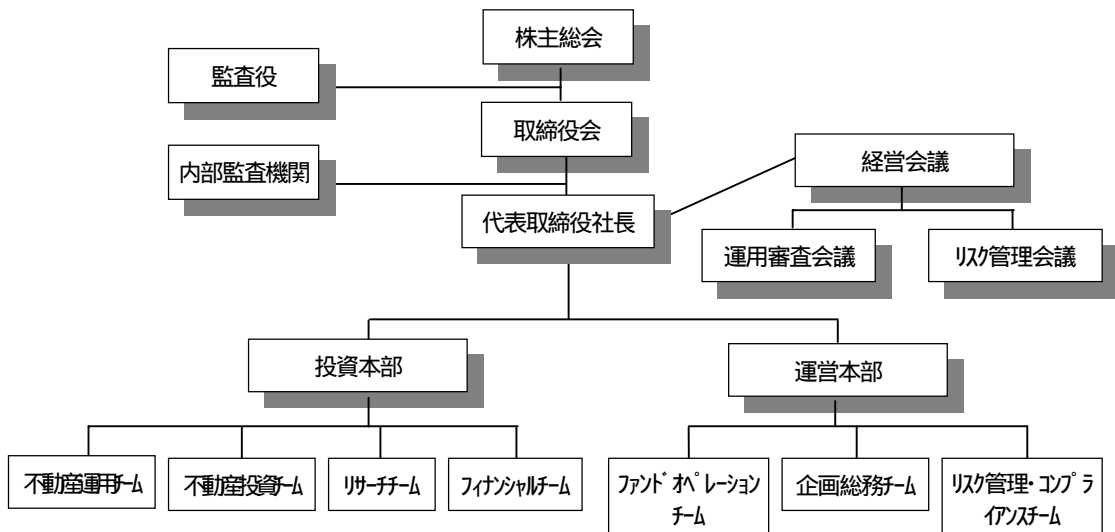 株主総会
監査役
取締役会
内部監査機関
経営会議
代表取締役社長
運用審査会議
ﾘｽｸ管理会議
投資本部
運営本部
不動産運用ﾁｰﾑ
不動産投資ﾁｰﾑ
ﾘｻｰﾁﾁｰﾑ
ﾌｨﾅﾝｼｬﾙﾁｰﾑ
ﾌｧﾝﾄﾞｵﾍﾟﾚｰｼｮﾝ
ﾁｰﾑ
企画総務ﾁｰﾑ
ﾘｽｸ管理・ｺﾝﾌﾟﾗ
ｲｱﾝｽﾁｰﾑ